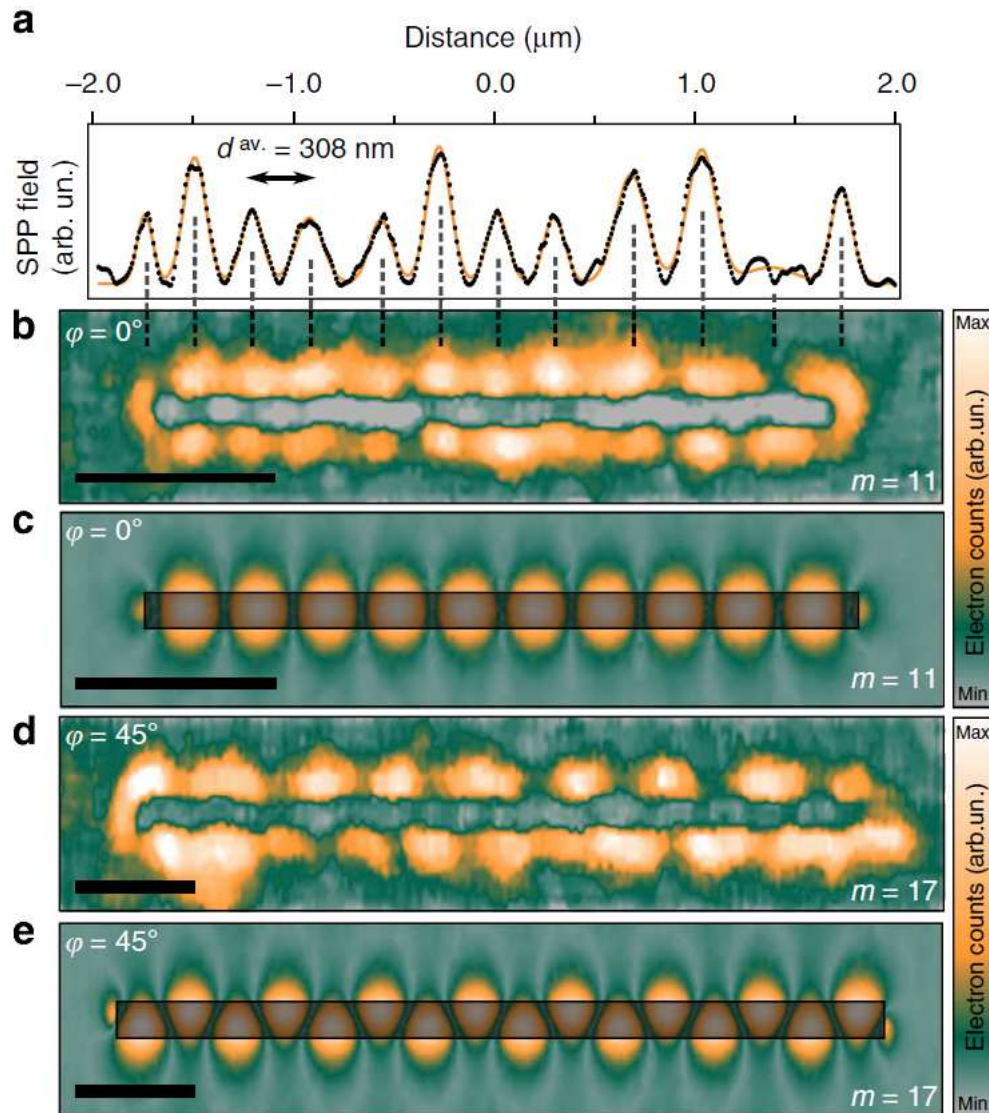 a
Distance (μm)
−2.0 −1.0 0.0 1.0 2.0
SPP field
(arb. un.)
d av. = 308 nm
b
φ = 0°
m = 11
Max
Electron counts (arb.un.)
Min
c
φ = 0°
m = 11
d
φ = 45°
m = 17
Max
Electron counts (arb.un.)
Min
e
φ = 45°
m = 17